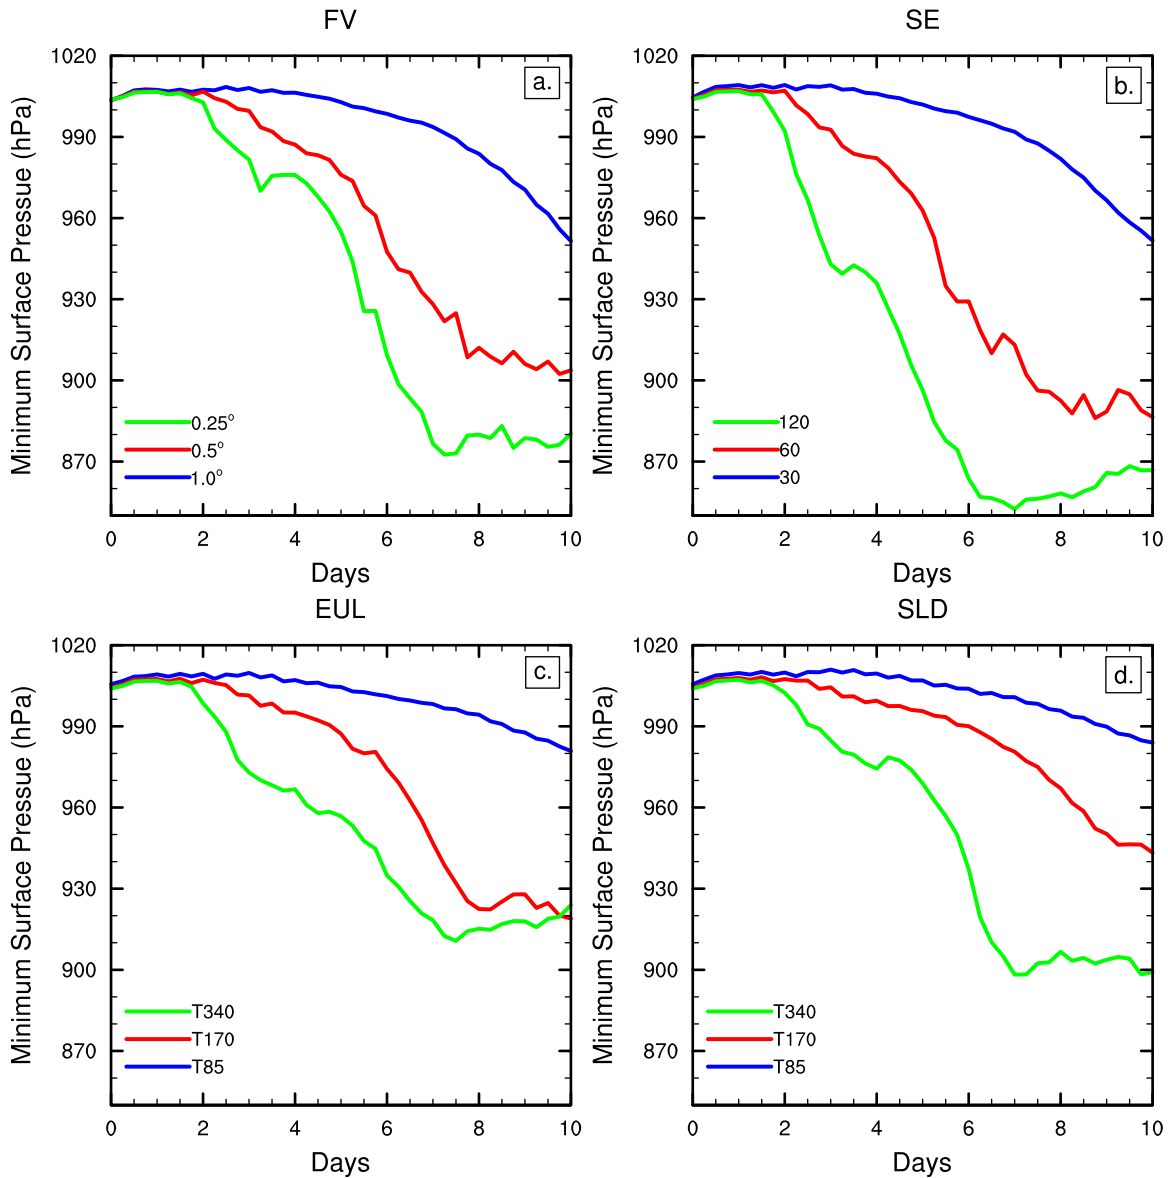 FV
a.
1020
990
960
930
900
870
Minimum Surface Pressue (hPa)
0.25°
0.5°
1.0°
0 2 4 6 8 10
Days
SE
b.
1020
990
960
930
900
870
Minimum Surface Pressue (hPa)
120
60
30
0 2 4 6 8 10
Days
EUL
c.
1020
990
960
930
900
870
Minimum Surface Pressue (hPa)
T340
T170
T85
0 2 4 6 8 10
Days
SLD
d.
1020
990
960
930
900
870
Minimum Surface Pressue (hPa)
T340
T170
T85
0 2 4 6 8 10
Days